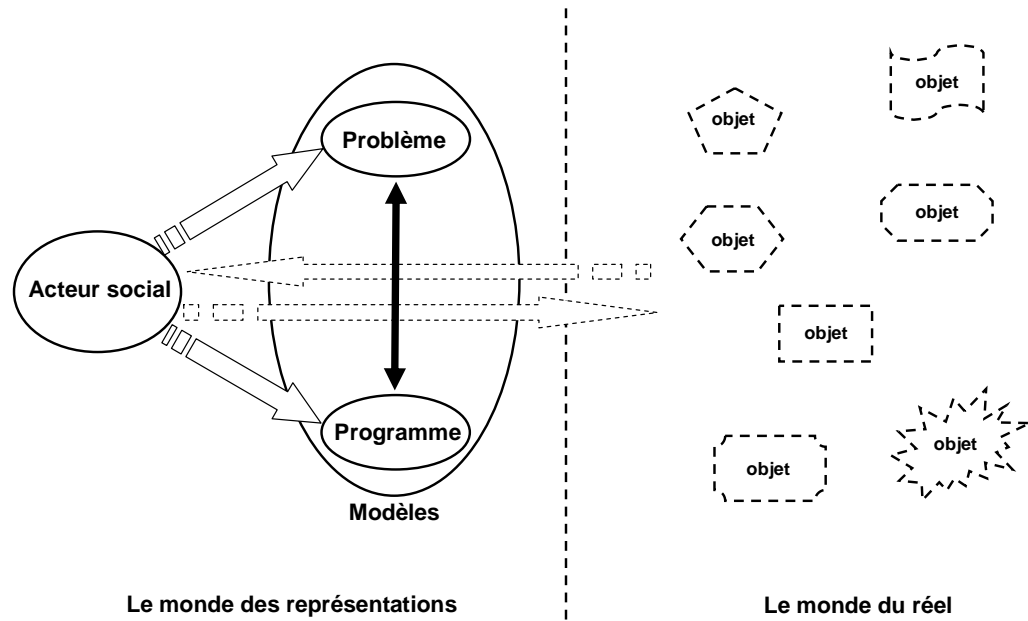 Problème
Acteur social
Programme
Modèles
Le monde des représentations
objet
objet
objet
objet
objet
objet
objet
Le monde du réel